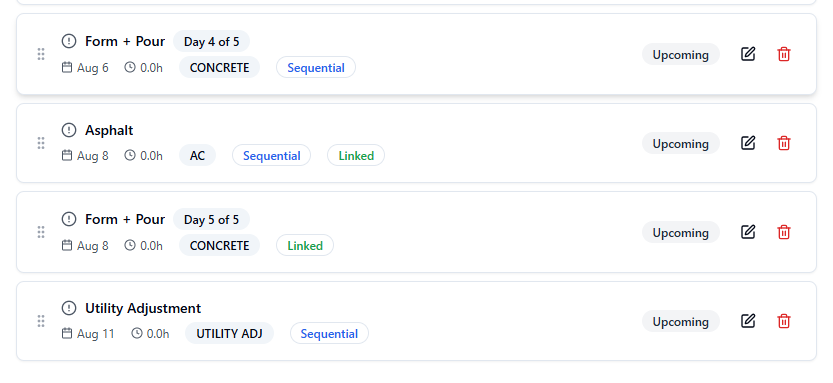 Form + Pour Day 4 of 5
Aug 6 0.0h CONCRETE Sequential Upcoming
Asphalt
Aug 8 0.0h AC Sequential Linked Upcoming
Form + Pour Day 5 of 5
Aug 8 0.0h CONCRETE Linked Upcoming
Utility Adjustment
Aug 11 0.0h UTILITY ADJ Sequential Upcoming